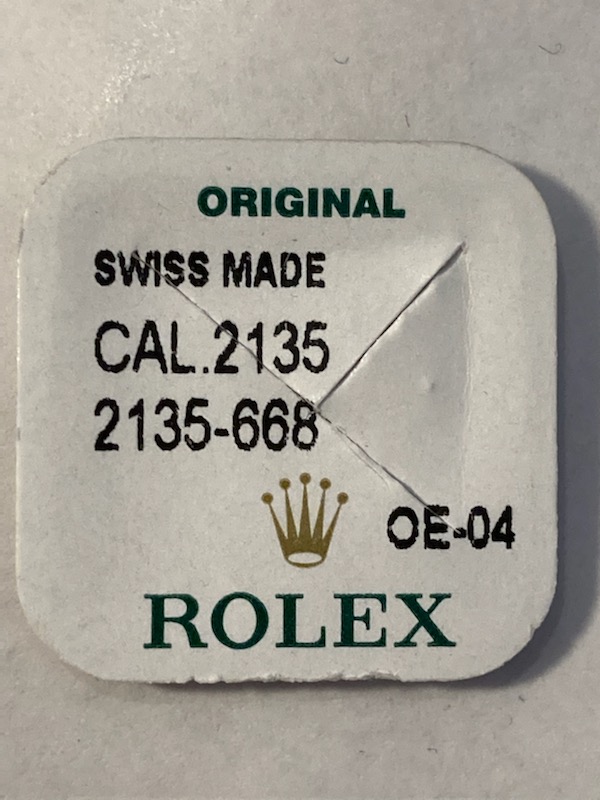 ORIGINAL
SWISS MADE
CAL.2135
2135-668
OE-04
ROLEX